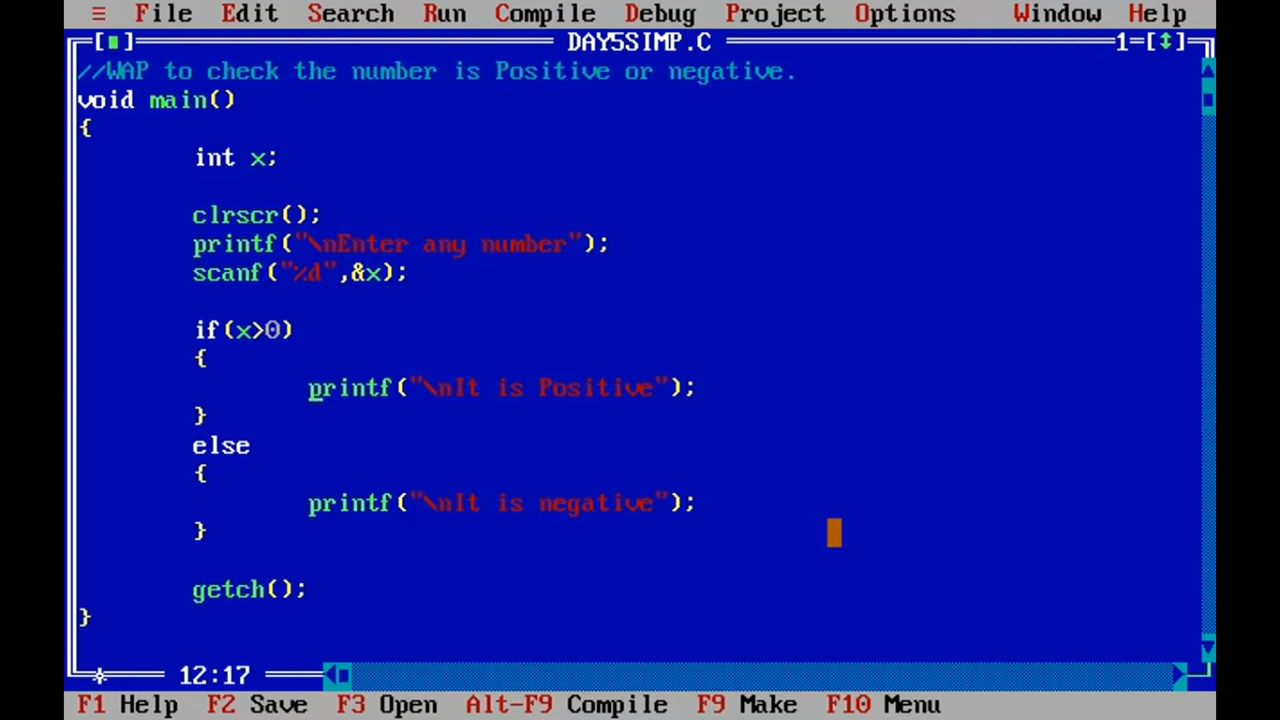 ≡ File Edit Search Run Compile Debug Project Options Window Help
[■] DAY5SIMP.C 1=[↕]
//WAP to check the number is Positive or negative.
void main()
{
int x;
clrscr();
printf("\nEnter any number");
scanf("%d",&x);
if(x>0)
{
printf("\nIt is Positive");
}
else
{
printf("\nIt is negative");
}
getch();
}
12:17
F1 Help F2 Save F3 Open Alt-F9 Compile F9 Make F10 Menu